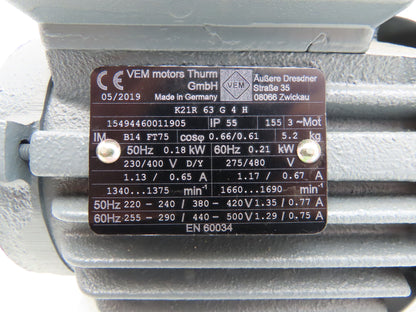 CE VEM motors Thurm GmbH VEM Äußere Dresdner Straße 35
05/2019 Made in Germany 08066 Zwickau
K21R 63 G 4 H
15494460011905 IP 55 155 3 ~Mot
IM B14 FT75 cosφ 0.66/0.61 5.2 kg
50Hz 0.18 kW 60Hz 0.21 kW
230/400 V D/Y 275/480 V
1.13 / 0.65 A 1.17 / 0.67 A
1340...1375 min⁻¹ 1660...1690 min⁻¹
50Hz 220 - 240 / 380 - 420 V 1.35 / 0.77 A
60Hz 255 - 290 / 440 - 500 V 1.29 / 0.75 A
EN 60034